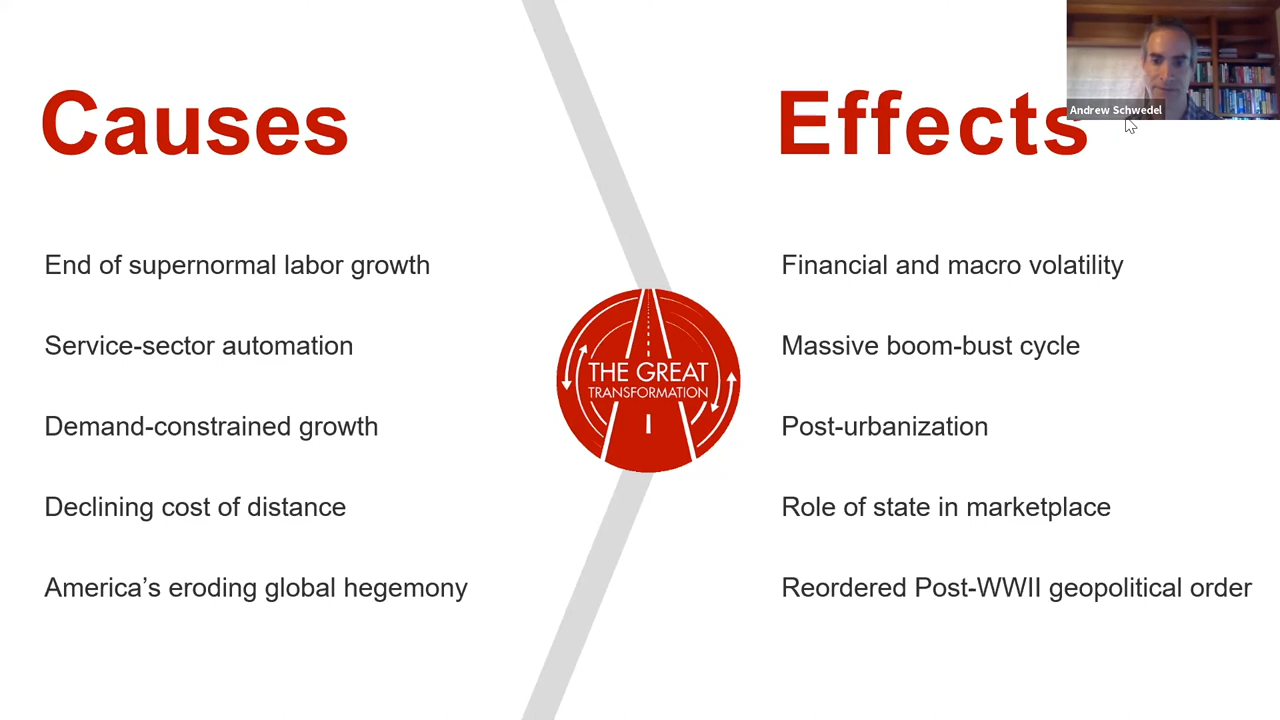 Causes
End of supernormal labor growth
Service-sector automation
Demand-constrained growth
Declining cost of distance
America’s eroding global hegemony
THE GREAT
TRANSFORMATION
Effects
Financial and macro volatility
Massive boom-bust cycle
Post-urbanization
Role of state in marketplace
Reordered Post-WWII geopolitical order
Andrew Schwedel